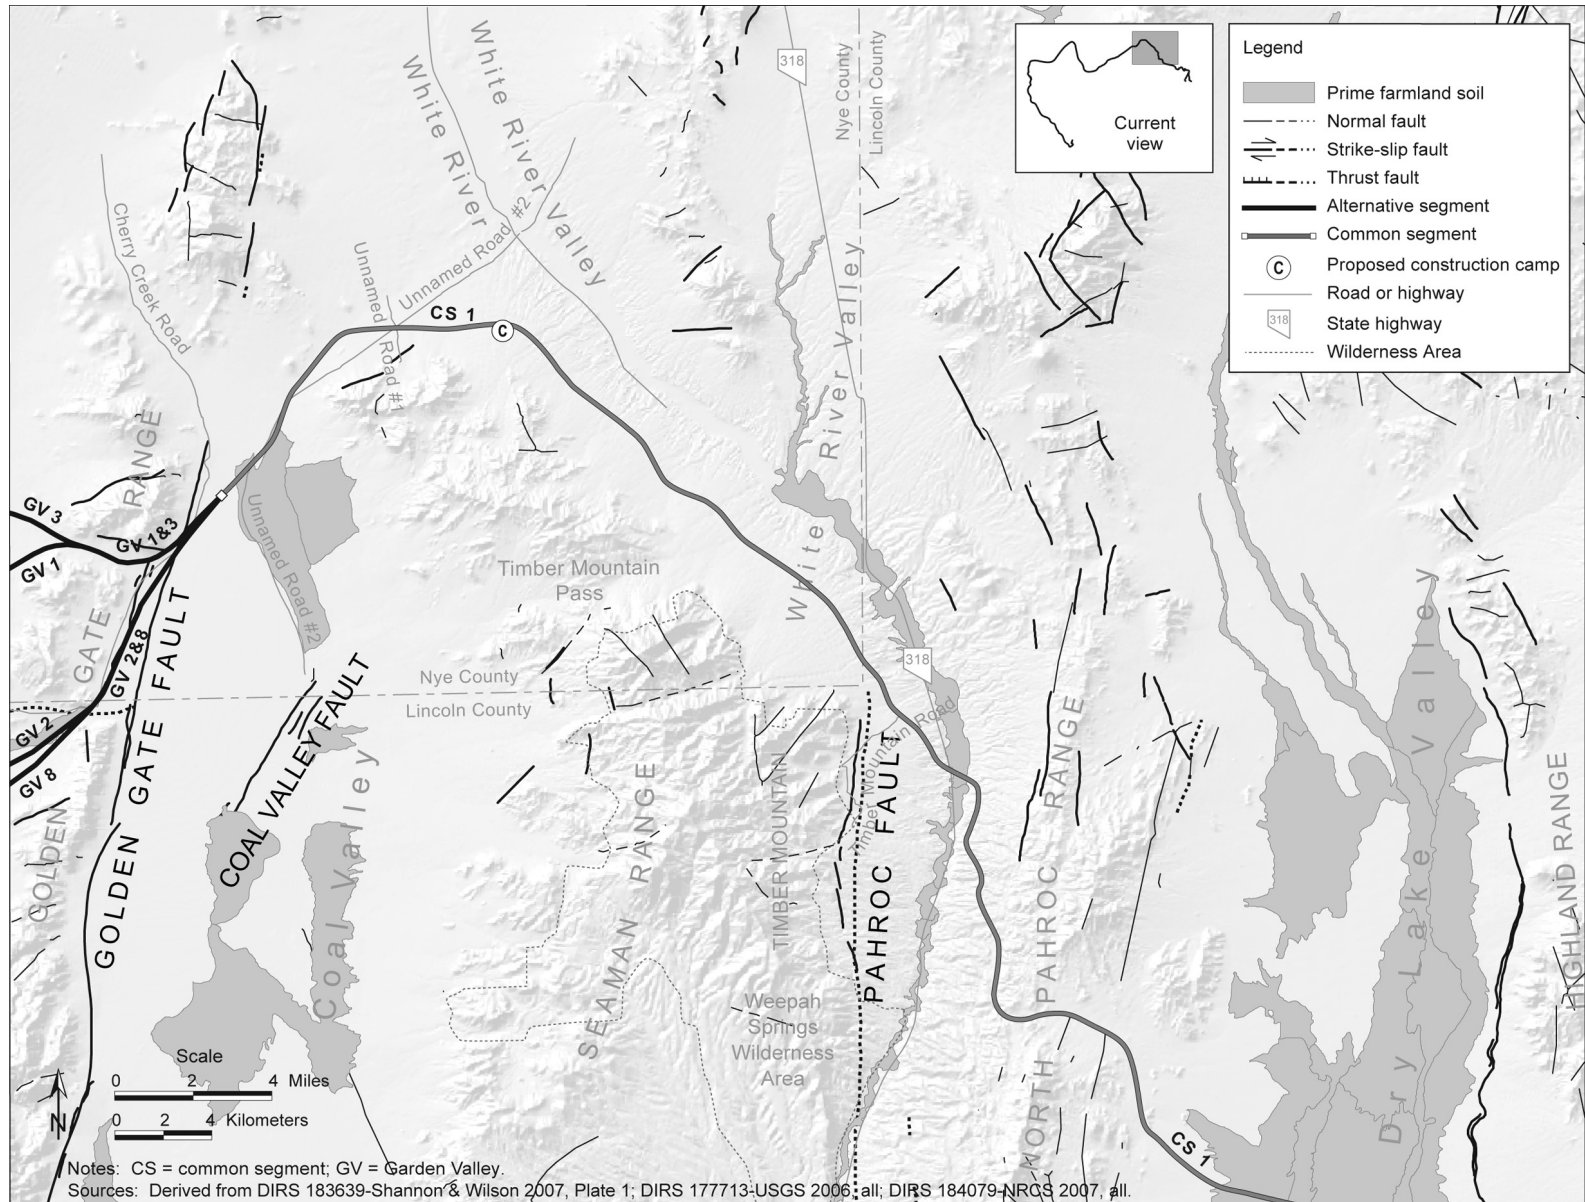 White River
White River Valley
318
Nye County
Lincoln County
Current
view
Legend
Prime farmland soil
Normal fault
Strike-slip fault
Thrust fault
Alternative segment
Common segment
C Proposed construction camp
Road or highway
318 State highway
Wilderness Area
Cherry Creek Road
Unnamed Road #1
Unnamed Road #2
CS 1
C
White River Valley
GOLDEN GATE RANGE
GV 3
GV 1
GV 1&3
GV 2&8
GV 2
GV 8
Unnamed Road #2
GOLDEN GATE FAULT
COAL VALLEY FAULT
Coal Valley
Timber Mountain
Pass
Nye County
Lincoln County
318
SEAMAN RANGE
TIMBER MOUNTAIN
Timber Mountain Road
PAHROC FAULT
NORTH PAHROC RANGE
Weepah
Springs
Wilderness
Area
Dry Lake Valley
HIGHLAND RANGE
CS 1
Scale
0 2 4 Miles
0 2 4 Kilometers
N
Notes: CS = common segment; GV = Garden Valley.
Sources: Derived from DIRS 183639-Shannon & Wilson 2007, Plate 1; DIRS 177713-USGS 2006, all; DIRS 184079-NRCS 2007, all.